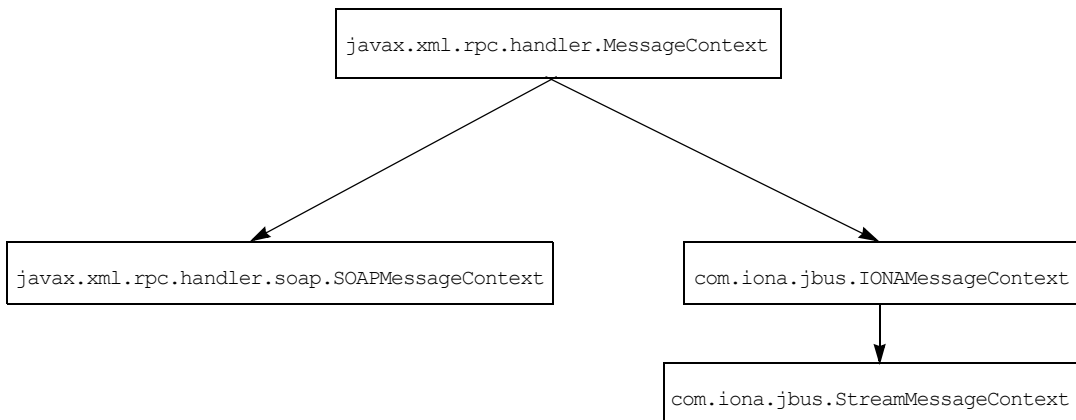 javax.xml.rpc.handler.MessageContext
javax.xml.rpc.handler.soap.SOAPMessageContext
com.iona.jbus.IONAMessageContext
com.iona.jbus.StreamMessageContext